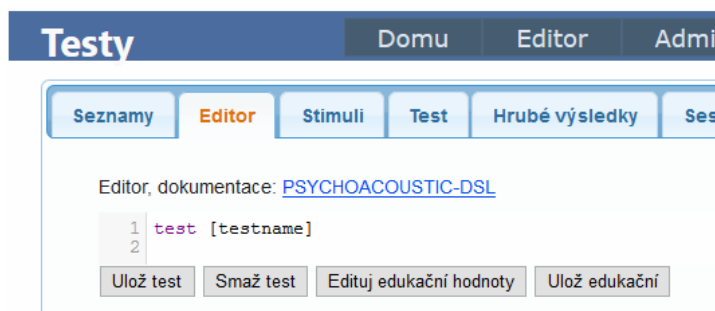 Testy Domu Editor Admi
Seznamy Editor Stimuli Test Hrubé výsledky Ses
Editor, dokumentace: PSYCHOACOUSTIC-DSL
1 test [testname]
2
Ulož test Smaž test Edituj edukační hodnoty Ulož edukační